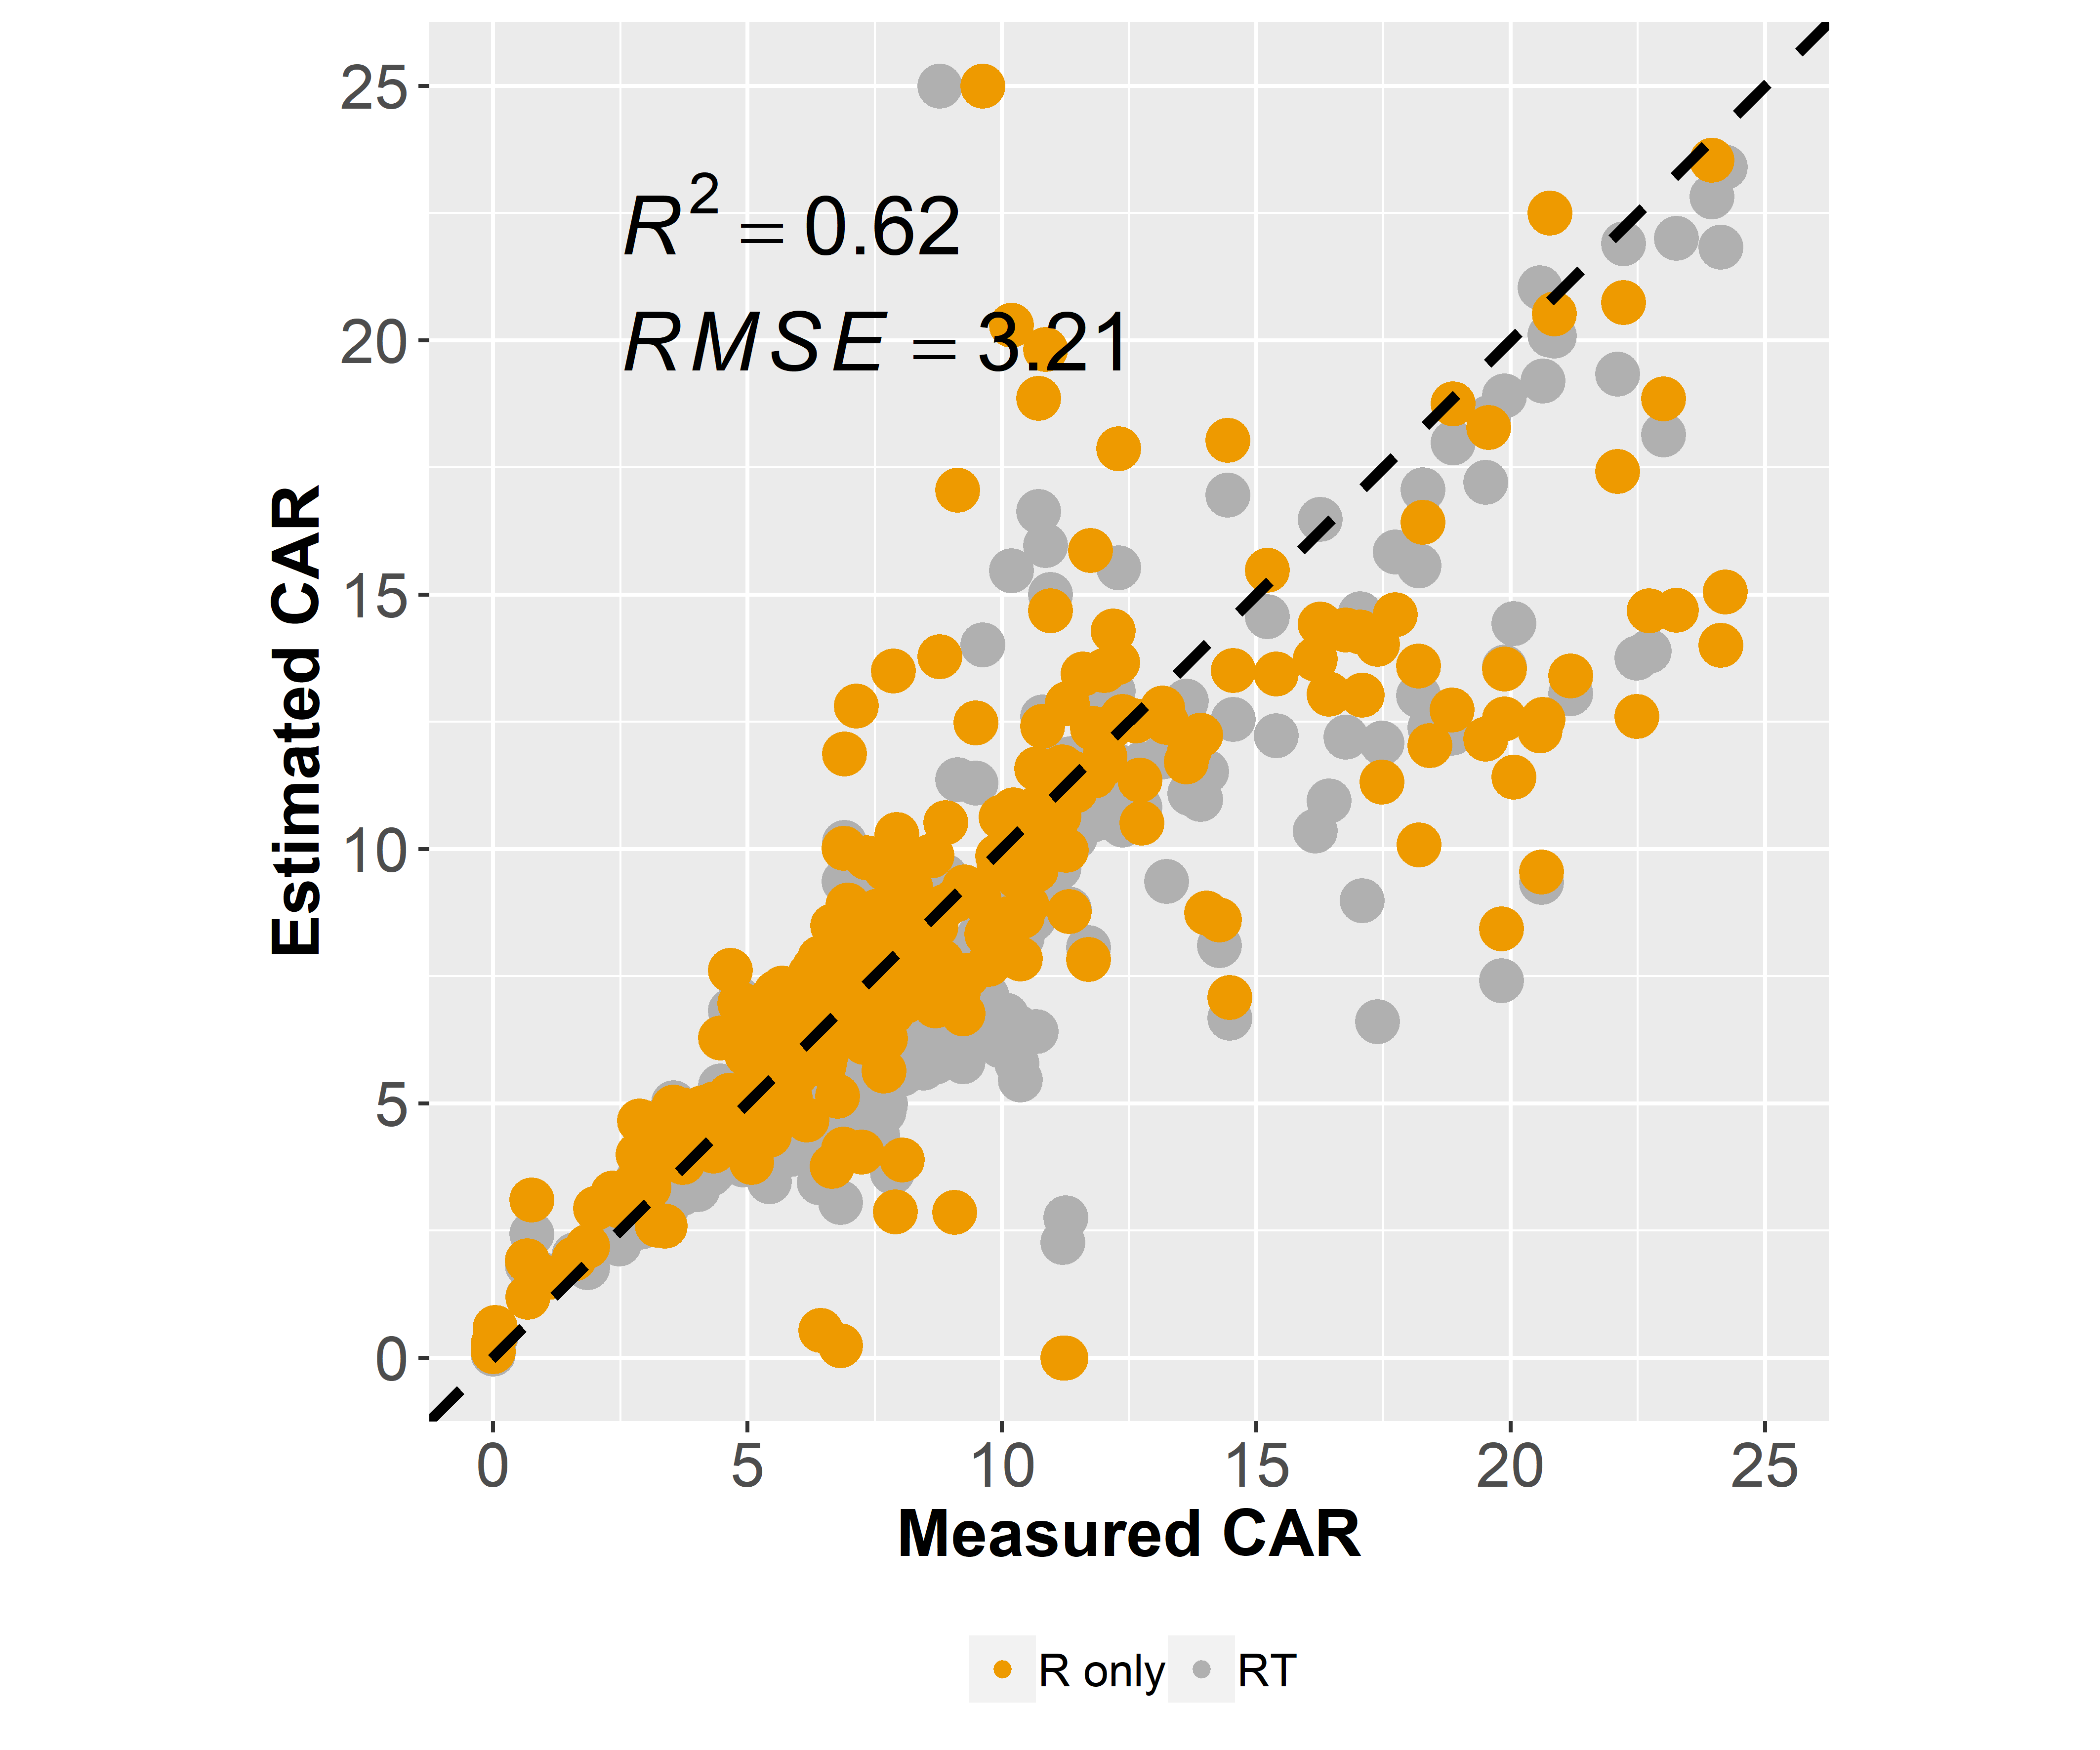 25
20
15
10
5
0
Estimated CAR
R² = 0.62
RMSE = 3.21
0 5 10 15 20 25
Measured CAR
R only RT